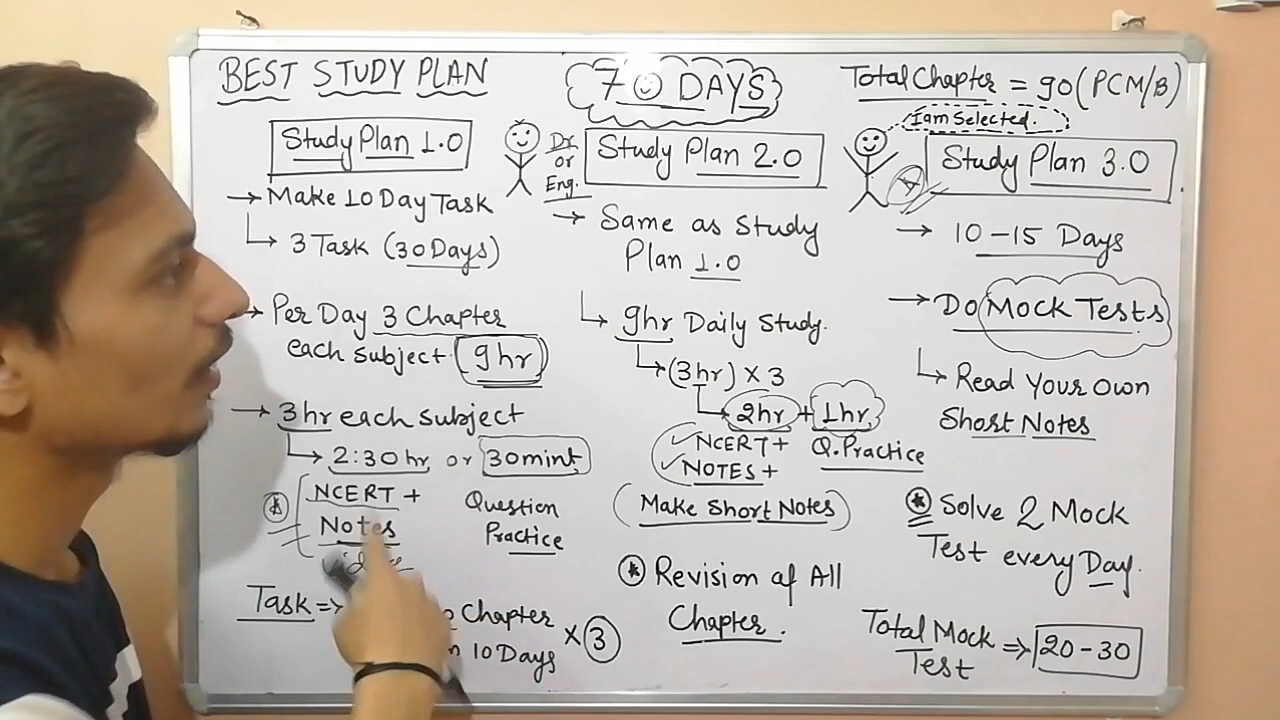 BEST STUDY PLAN
70 DAYS
Total Chapter = 90 (PCM/B)
Study Plan 1.0
→ Make 10 Day Task
3 Task (30 Days)
→ Per Day 3 Chapter
each subject. 9 hr
→ 3 hr each subject
→ 2:30 hr or 30 mint
NCERT +
Notes
Question
Practice
Task ⇒
Chapter
10 Days
× 3
Dr
or
Eng.
Study Plan 2.0
→ Same as Study
Plan 1.0
→ 9hr Daily Study.
→ (3hr) × 3
→ 2hr + 1hr
✓ NCERT +
✓ NOTES +
Q. Practice
(Make Short Notes)
Revision of All
Chapter.
I am Selected.
Study Plan 3.0
→ 10-15 Days
→ Do Mock Tests
→ Read Your Own
Short Notes
Solve 2 Mock
Test every Day.
Total Mock
Test
⇒ 20-30